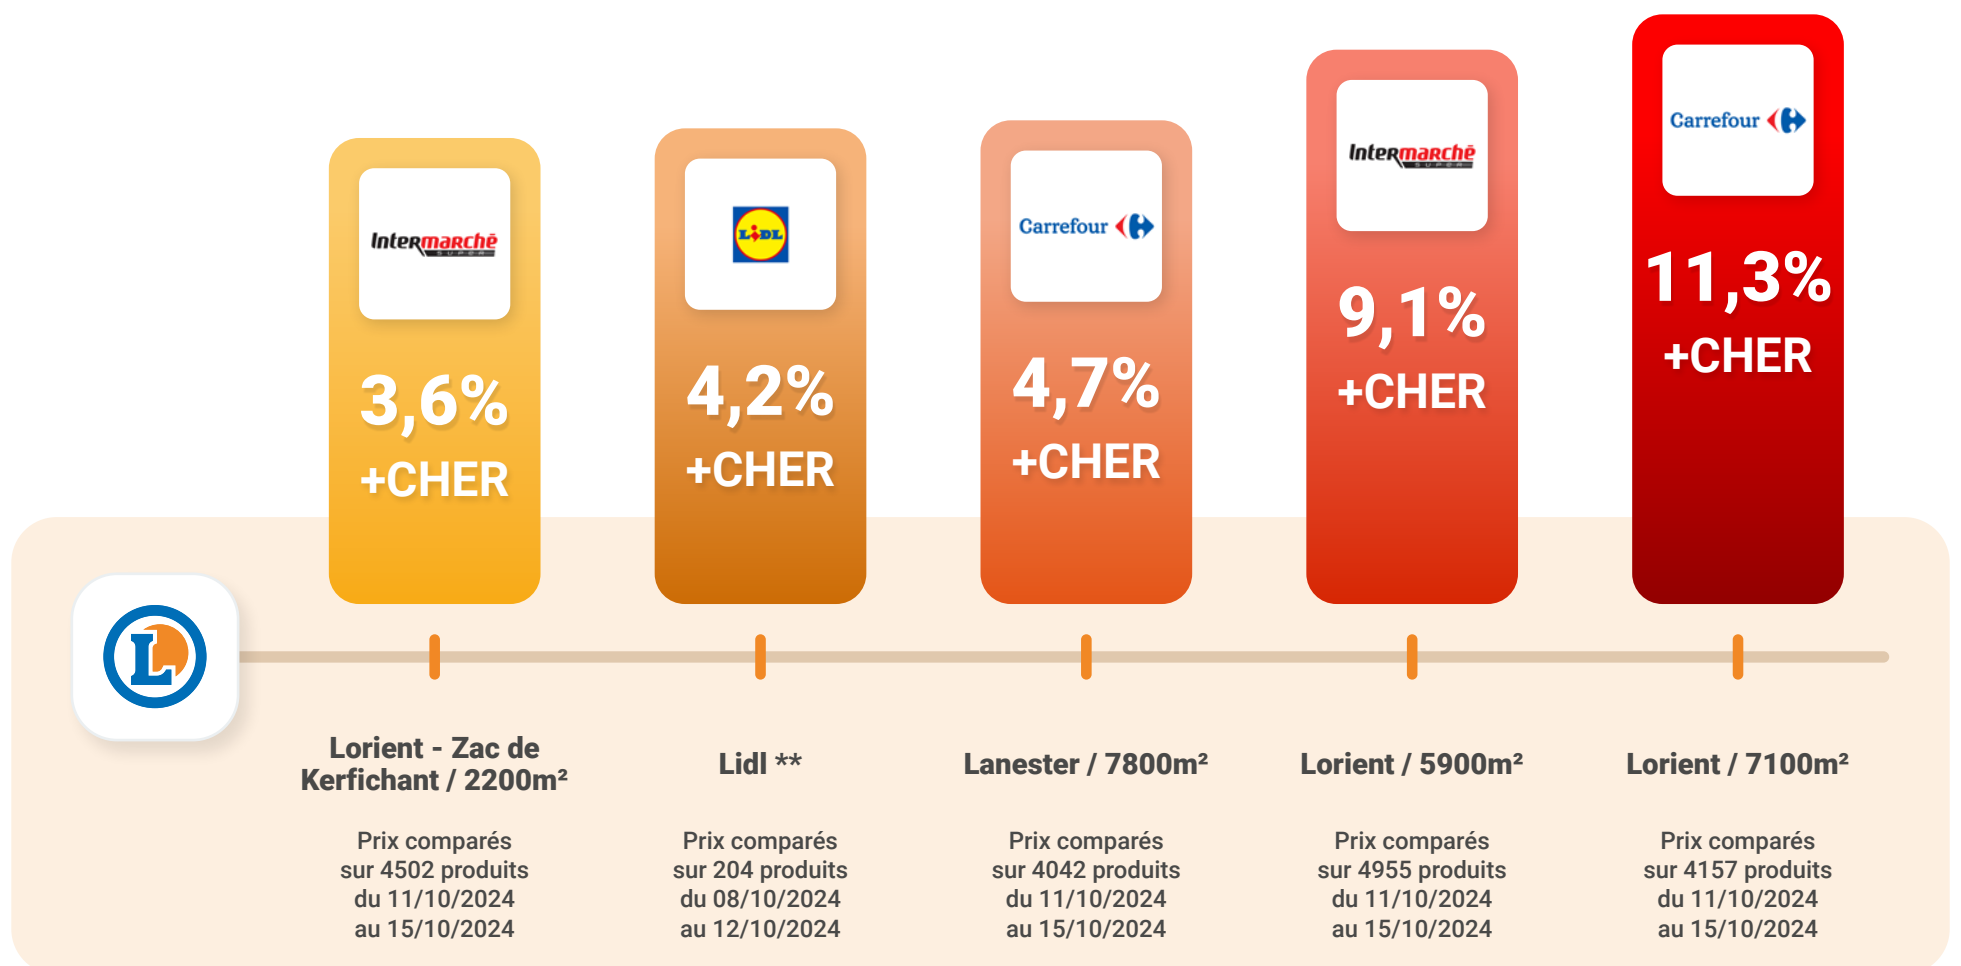 Intermarchē
SUPER
3,6%
+CHER
LiDL
4,2%
+CHER
Carrefour
4,7%
+CHER
Intermarchē
SUPER
9,1%
+CHER
Carrefour
11,3%
+CHER
L
Lorient - Zac de
Kerfichant / 2200m²
Prix comparés
sur 4502 produits
du 11/10/2024
au 15/10/2024
Lidl **
Prix comparés
sur 204 produits
du 08/10/2024
au 12/10/2024
Lanester / 7800m²
Prix comparés
sur 4042 produits
du 11/10/2024
au 15/10/2024
Lorient / 5900m²
Prix comparés
sur 4955 produits
du 11/10/2024
au 15/10/2024
Lorient / 7100m²
Prix comparés
sur 4157 produits
du 11/10/2024
au 15/10/2024